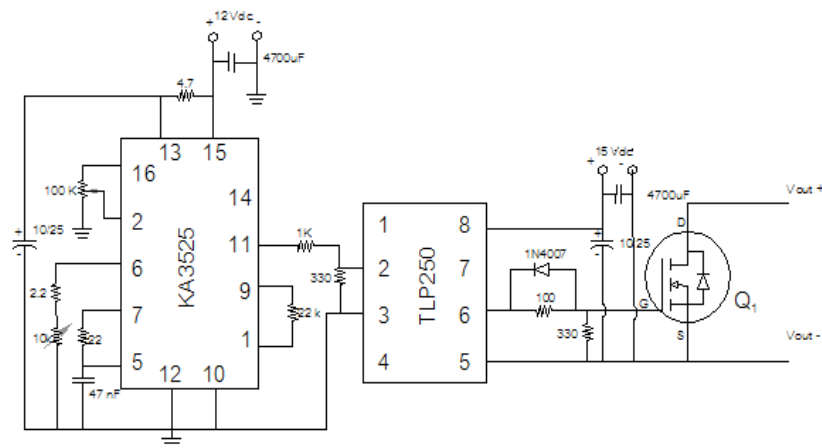 + 12 Vdc -
4700uF
4.7
13 15
16
14
100 K
2
11
1K
10/25
+
-
6
KA3525
9
330
22 k
2.2
7
10k
22
5
1
47 nF
12 10
TLP250
1 8
2 7
3 6
4 5
+ 15 Vdc -
4700uF
+
-
10/25
1N4007
100
330
G
D
S
Q1
Vout +
Vout -